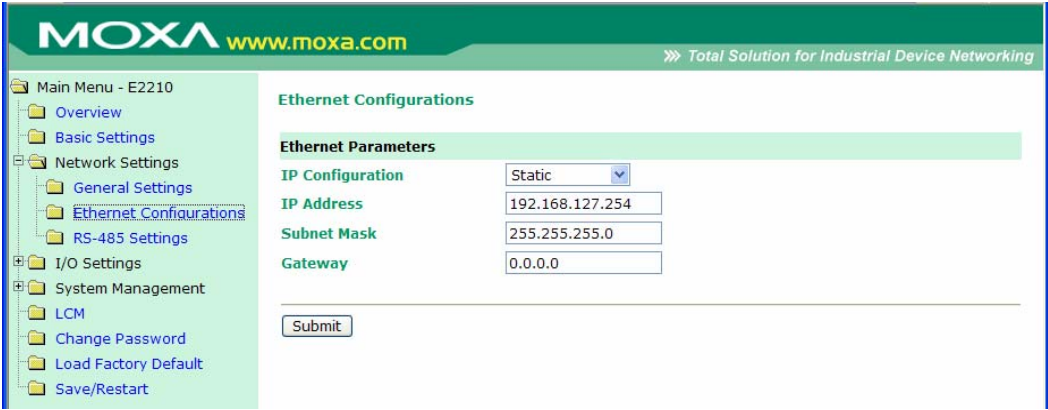 MOXA www.moxa.com
Total Solution for Industrial Device Networking
Main Menu - E2210
Overview
Basic Settings
Network Settings
General Settings
Ethernet Configurations
RS-485 Settings
I/O Settings
System Management
LCM
Change Password
Load Factory Default
Save/Restart
Ethernet Configurations
Ethernet Parameters
IP Configuration Static
IP Address 192.168.127.254
Subnet Mask 255.255.255.0
Gateway 0.0.0.0
Submit